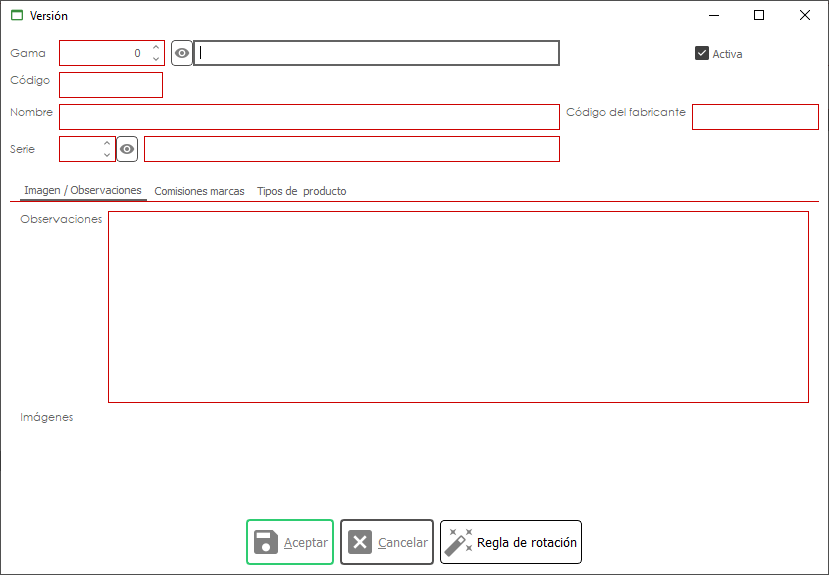 Versión
Gama 0 Activa
Código
Nombre Código del fabricante
Serie
Imagen / Observaciones Comisiones marcas Tipos de producto
Observaciones
Imágenes
Aceptar Cancelar Regla de rotación